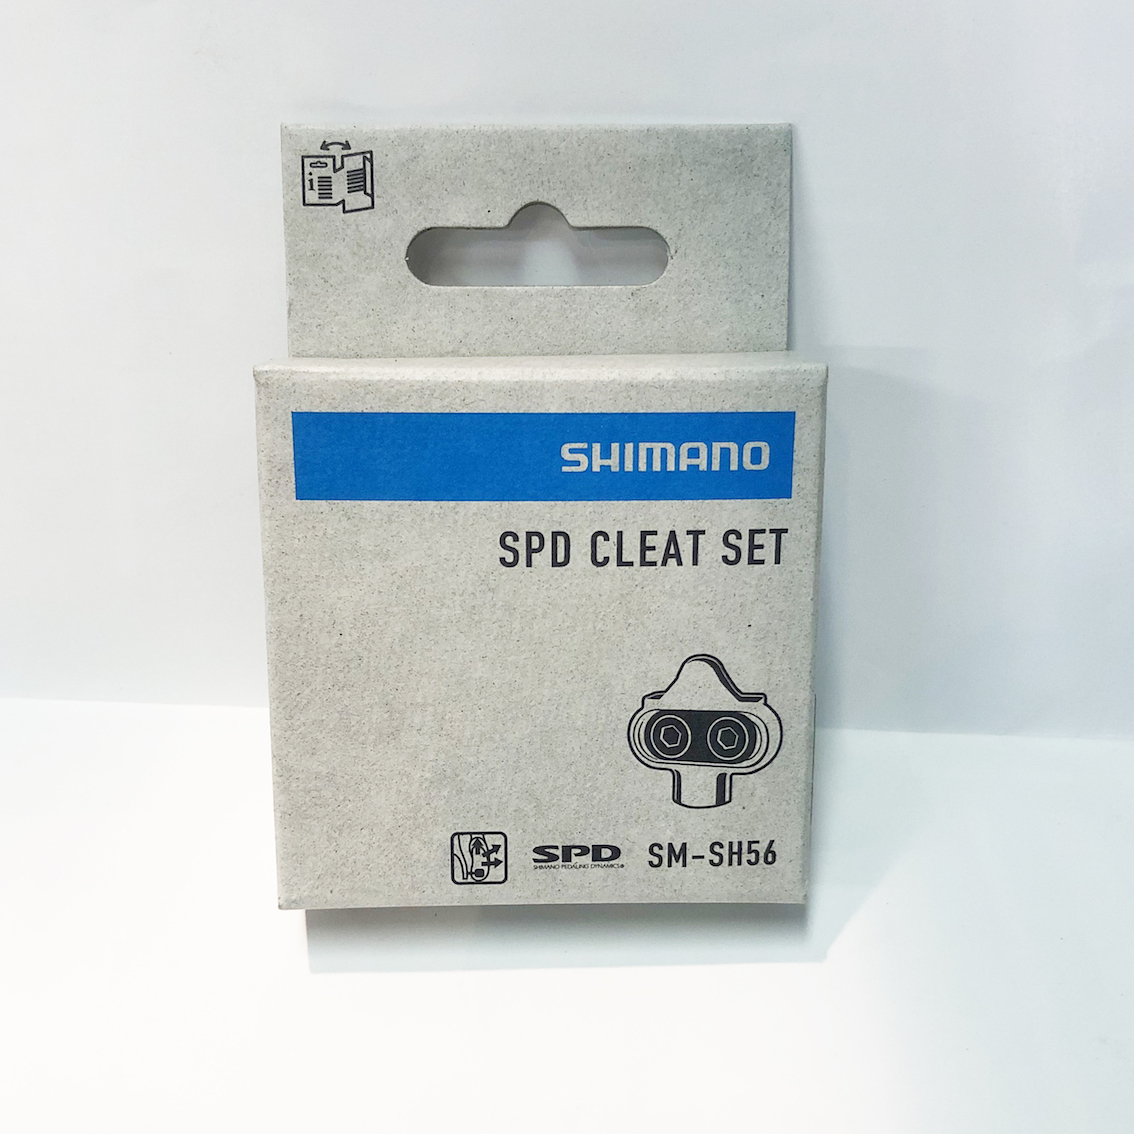 SHIMANO
SPD CLEAT SET
SPD
SHIMANO PEDALING DYNAMICS®
SM-SH56